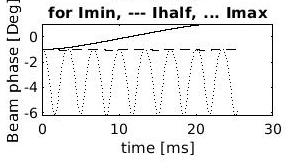 for Imin, --- Ihalf, ... Imax
Beam phase [Deg]
0
-2
-4
-6
0 10 20 30
time [ms]